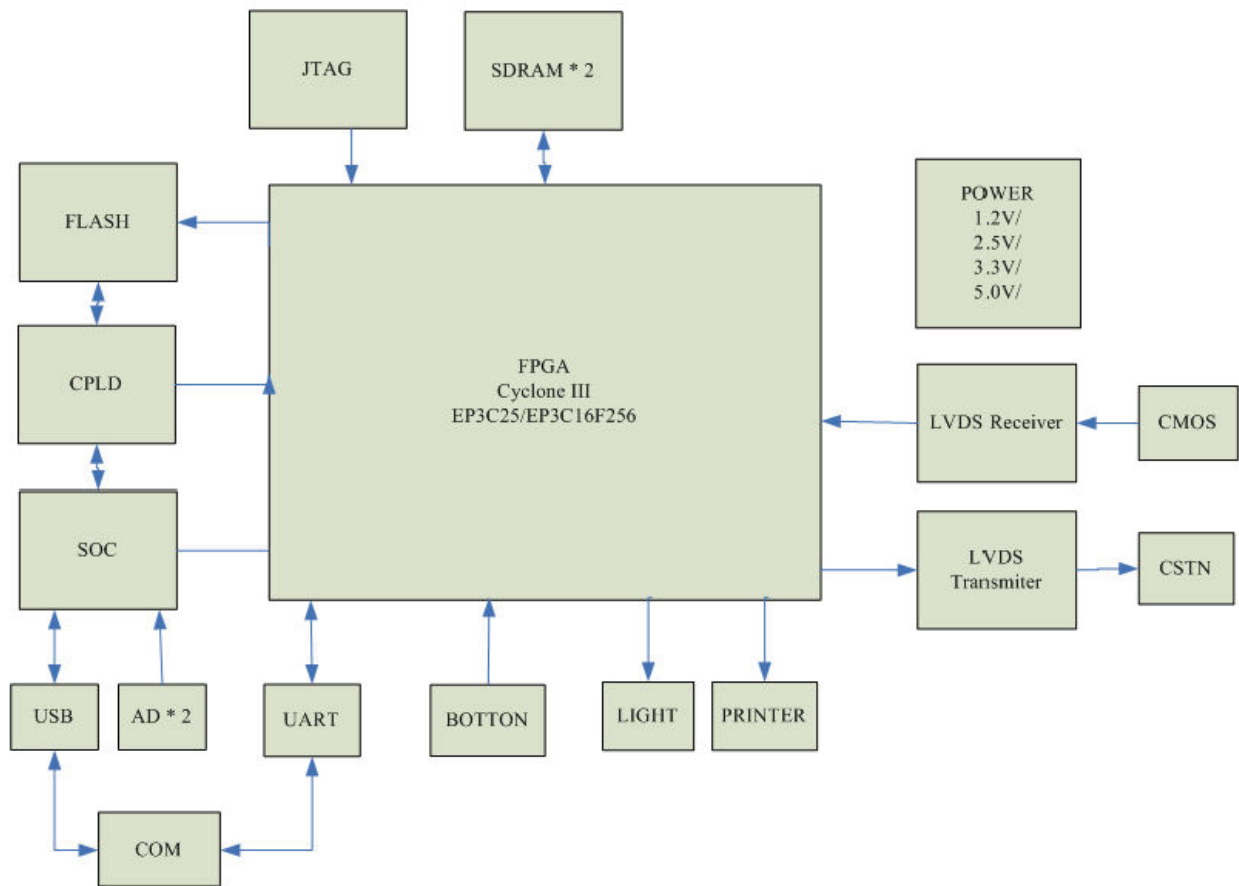 JTAG
SDRAM * 2
FLASH
POWER
1.2V/
2.5V/
3.3V/
5.0V/
CPLD
FPGA
Cyclone III
EP3C25/EP3C16F256
LVDS Receiver
CMOS
SOC
LVDS
Transmiter
CSTN
USB
AD * 2
UART
BOTTON
LIGHT
PRINTER
COM